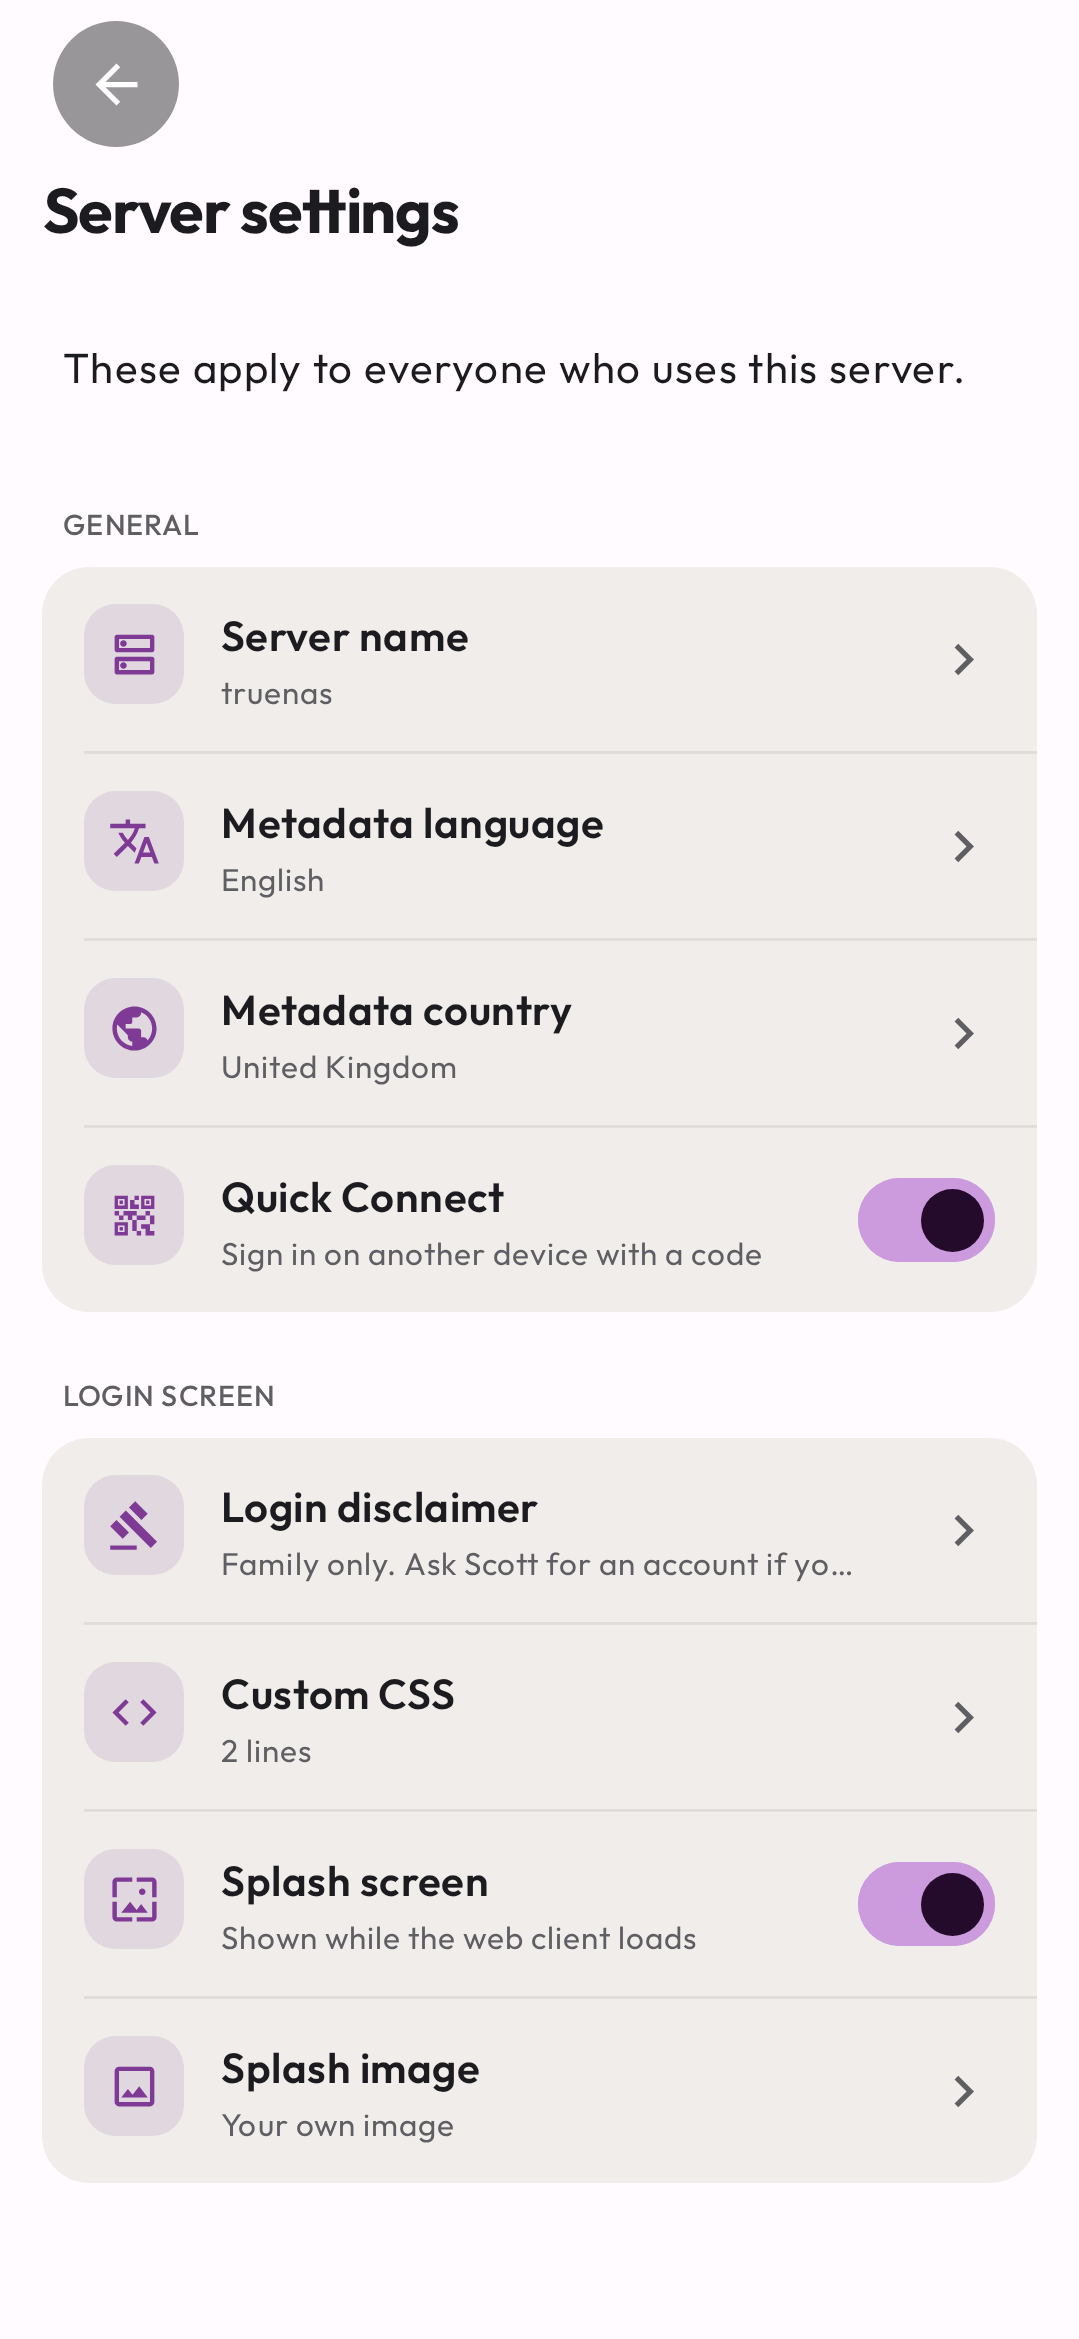 Server settings
These apply to everyone who uses this server.
GENERAL
Server name
truenas
Metadata language
English
Metadata country
United Kingdom
Quick Connect
Sign in on another device with a code
LOGIN SCREEN
Login disclaimer
Family only. Ask Scott for an account if yo…
Custom CSS
2 lines
Splash screen
Shown while the web client loads
Splash image
Your own image